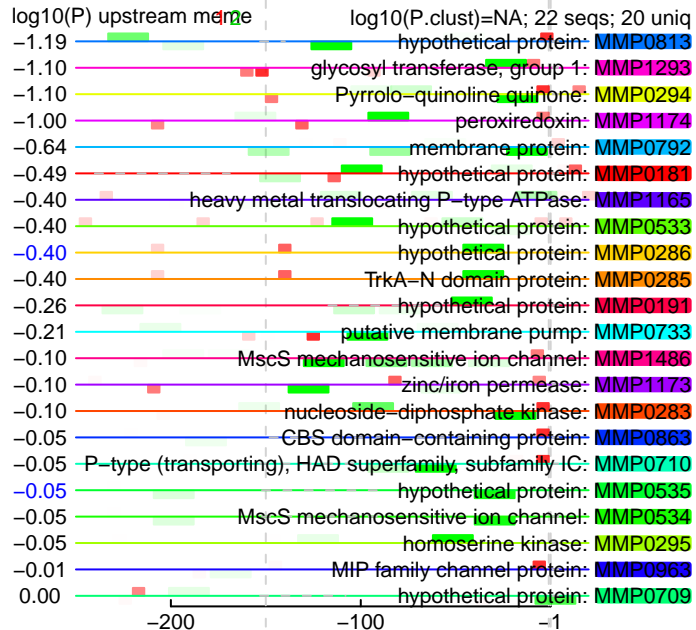 log10(P) upstream meme 1 2 log10(P.clust)=NA; 22 seqs; 20 uniq
−1.19 hypothetical protein: MMP0813
−1.10 glycosyl transferase, group 1: MMP1293
−1.10 Pyrrolo−quinoline quinone: MMP0294
−1.00 peroxiredoxin: MMP1174
−0.64 membrane protein: MMP0792
−0.49 hypothetical protein: MMP0181
−0.40 heavy metal translocating P−type ATPase: MMP1165
−0.40 hypothetical protein: MMP0533
−0.40 hypothetical protein: MMP0286
−0.40 TrkA−N domain protein: MMP0285
−0.26 hypothetical protein: MMP0191
−0.21 putative membrane pump: MMP0733
−0.10 MscS mechanosensitive ion channel: MMP1486
−0.10 zinc/iron permease: MMP1173
−0.10 nucleoside−diphosphate kinase: MMP0283
−0.05 CBS domain−containing protein: MMP0863
−0.05 P−type (transporting), HAD superfamily, subfamily IC: MMP0710
−0.05 hypothetical protein: MMP0535
−0.05 MscS mechanosensitive ion channel: MMP0534
−0.05 homoserine kinase: MMP0295
−0.01 MIP family channel protein: MMP0963
0.00 hypothetical protein: MMP0709
−200 −100 −1